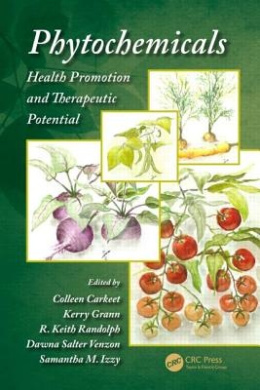 Phytochemicals
Health Promotion
and Therapeutic
Potential
Edited by
Colleen Carkeet
Kerry Grann
R. Keith Randolph
Dawna Salter Venzon
Samantha M. Izzy
CRC
CRC Press
Taylor & Francis Group